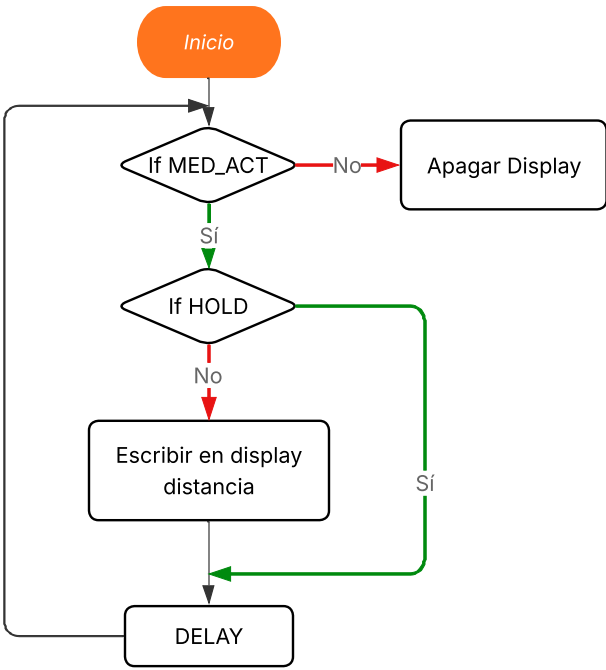 Inicio
If MED_ACT
No
Apagar Display
Sí
If HOLD
No
Escribir en display
distancia
Sí
DELAY